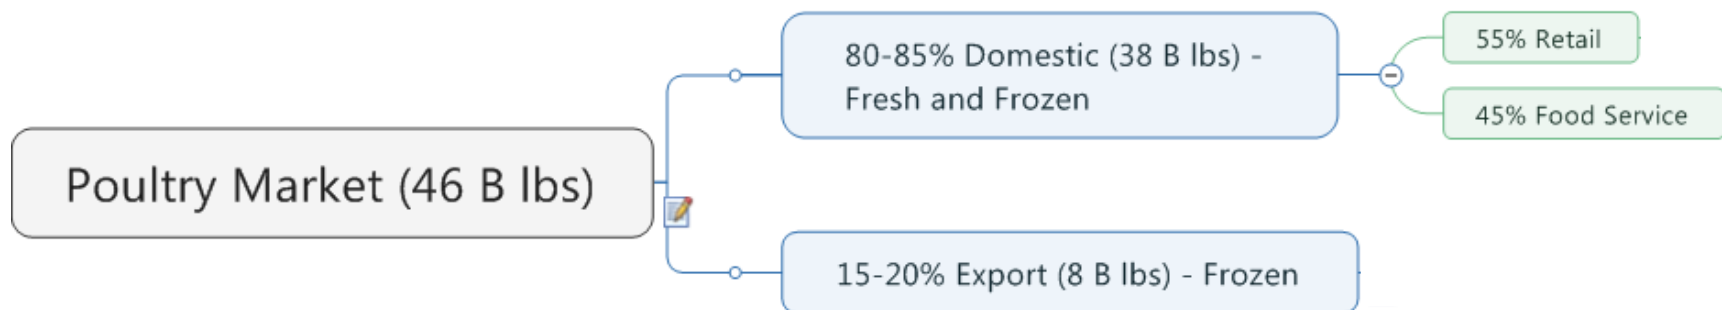 Poultry Market (46 B lbs)
80-85% Domestic (38 B lbs) -
Fresh and Frozen
55% Retail
45% Food Service
15-20% Export (8 B lbs) - Frozen